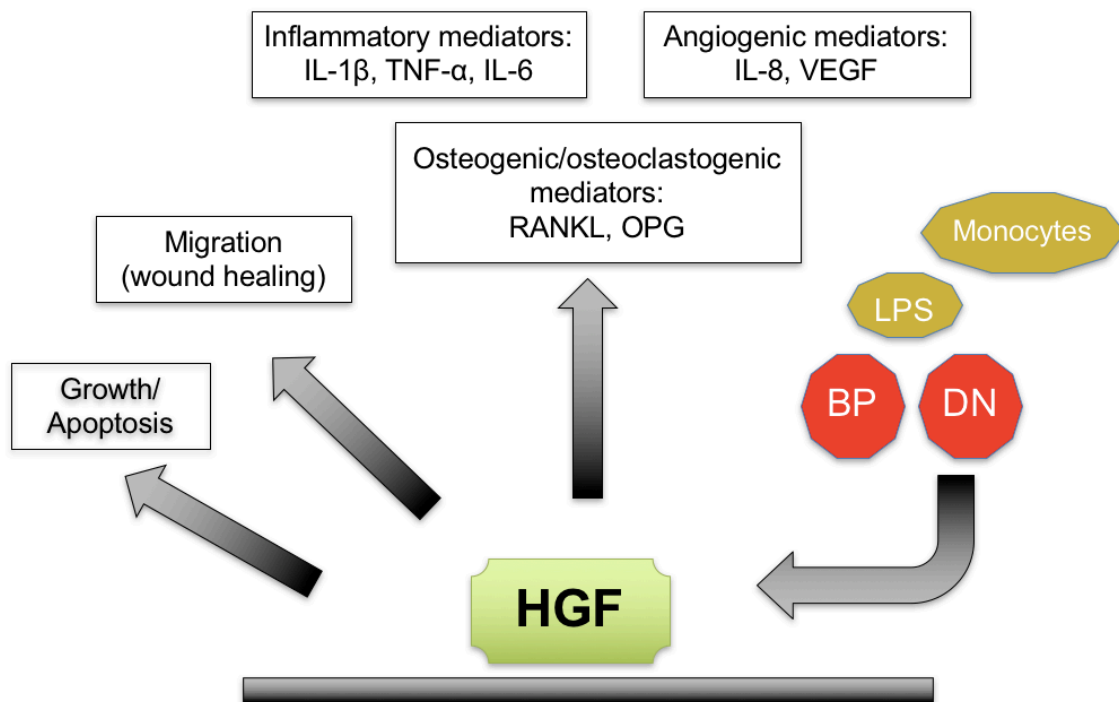 Inflammatory mediators:
IL-1β, TNF-α, IL-6
Angiogenic mediators:
IL-8, VEGF
Osteogenic/osteoclastogenic
mediators:
RANKL, OPG
Migration
(wound healing)
Growth/
Apoptosis
Monocytes
LPS
BP
DN
HGF